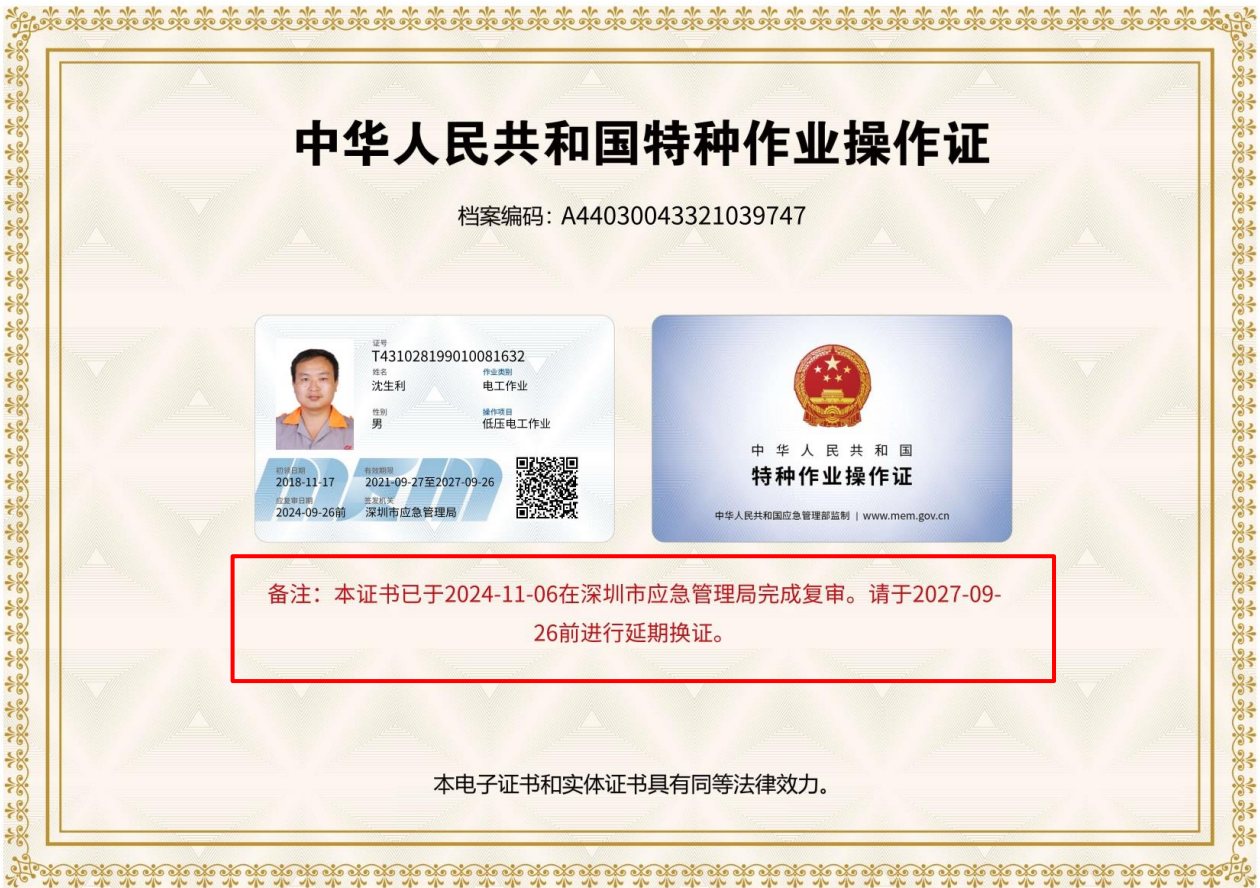 中华人民共和国特种作业操作证
档案编码：A44030043321039747
证号
T431028199010081632
姓名 作业类别
沈生利 电工作业
性别 操作项目
男 低压电工作业
初领日期 有效期限
2018-11-17 2021-09-27至2027-09-26
应复审日期 签发机关
2024-09-26前 深圳市应急管理局
中华人民共和国
特种作业操作证
中华人民共和国应急管理部监制 | www.mem.gov.cn
备注：本证书已于2024-11-06在深圳市应急管理局完成复审。请于2027-09-
26前进行延期换证。
本电子证书和实体证书具有同等法律效力。